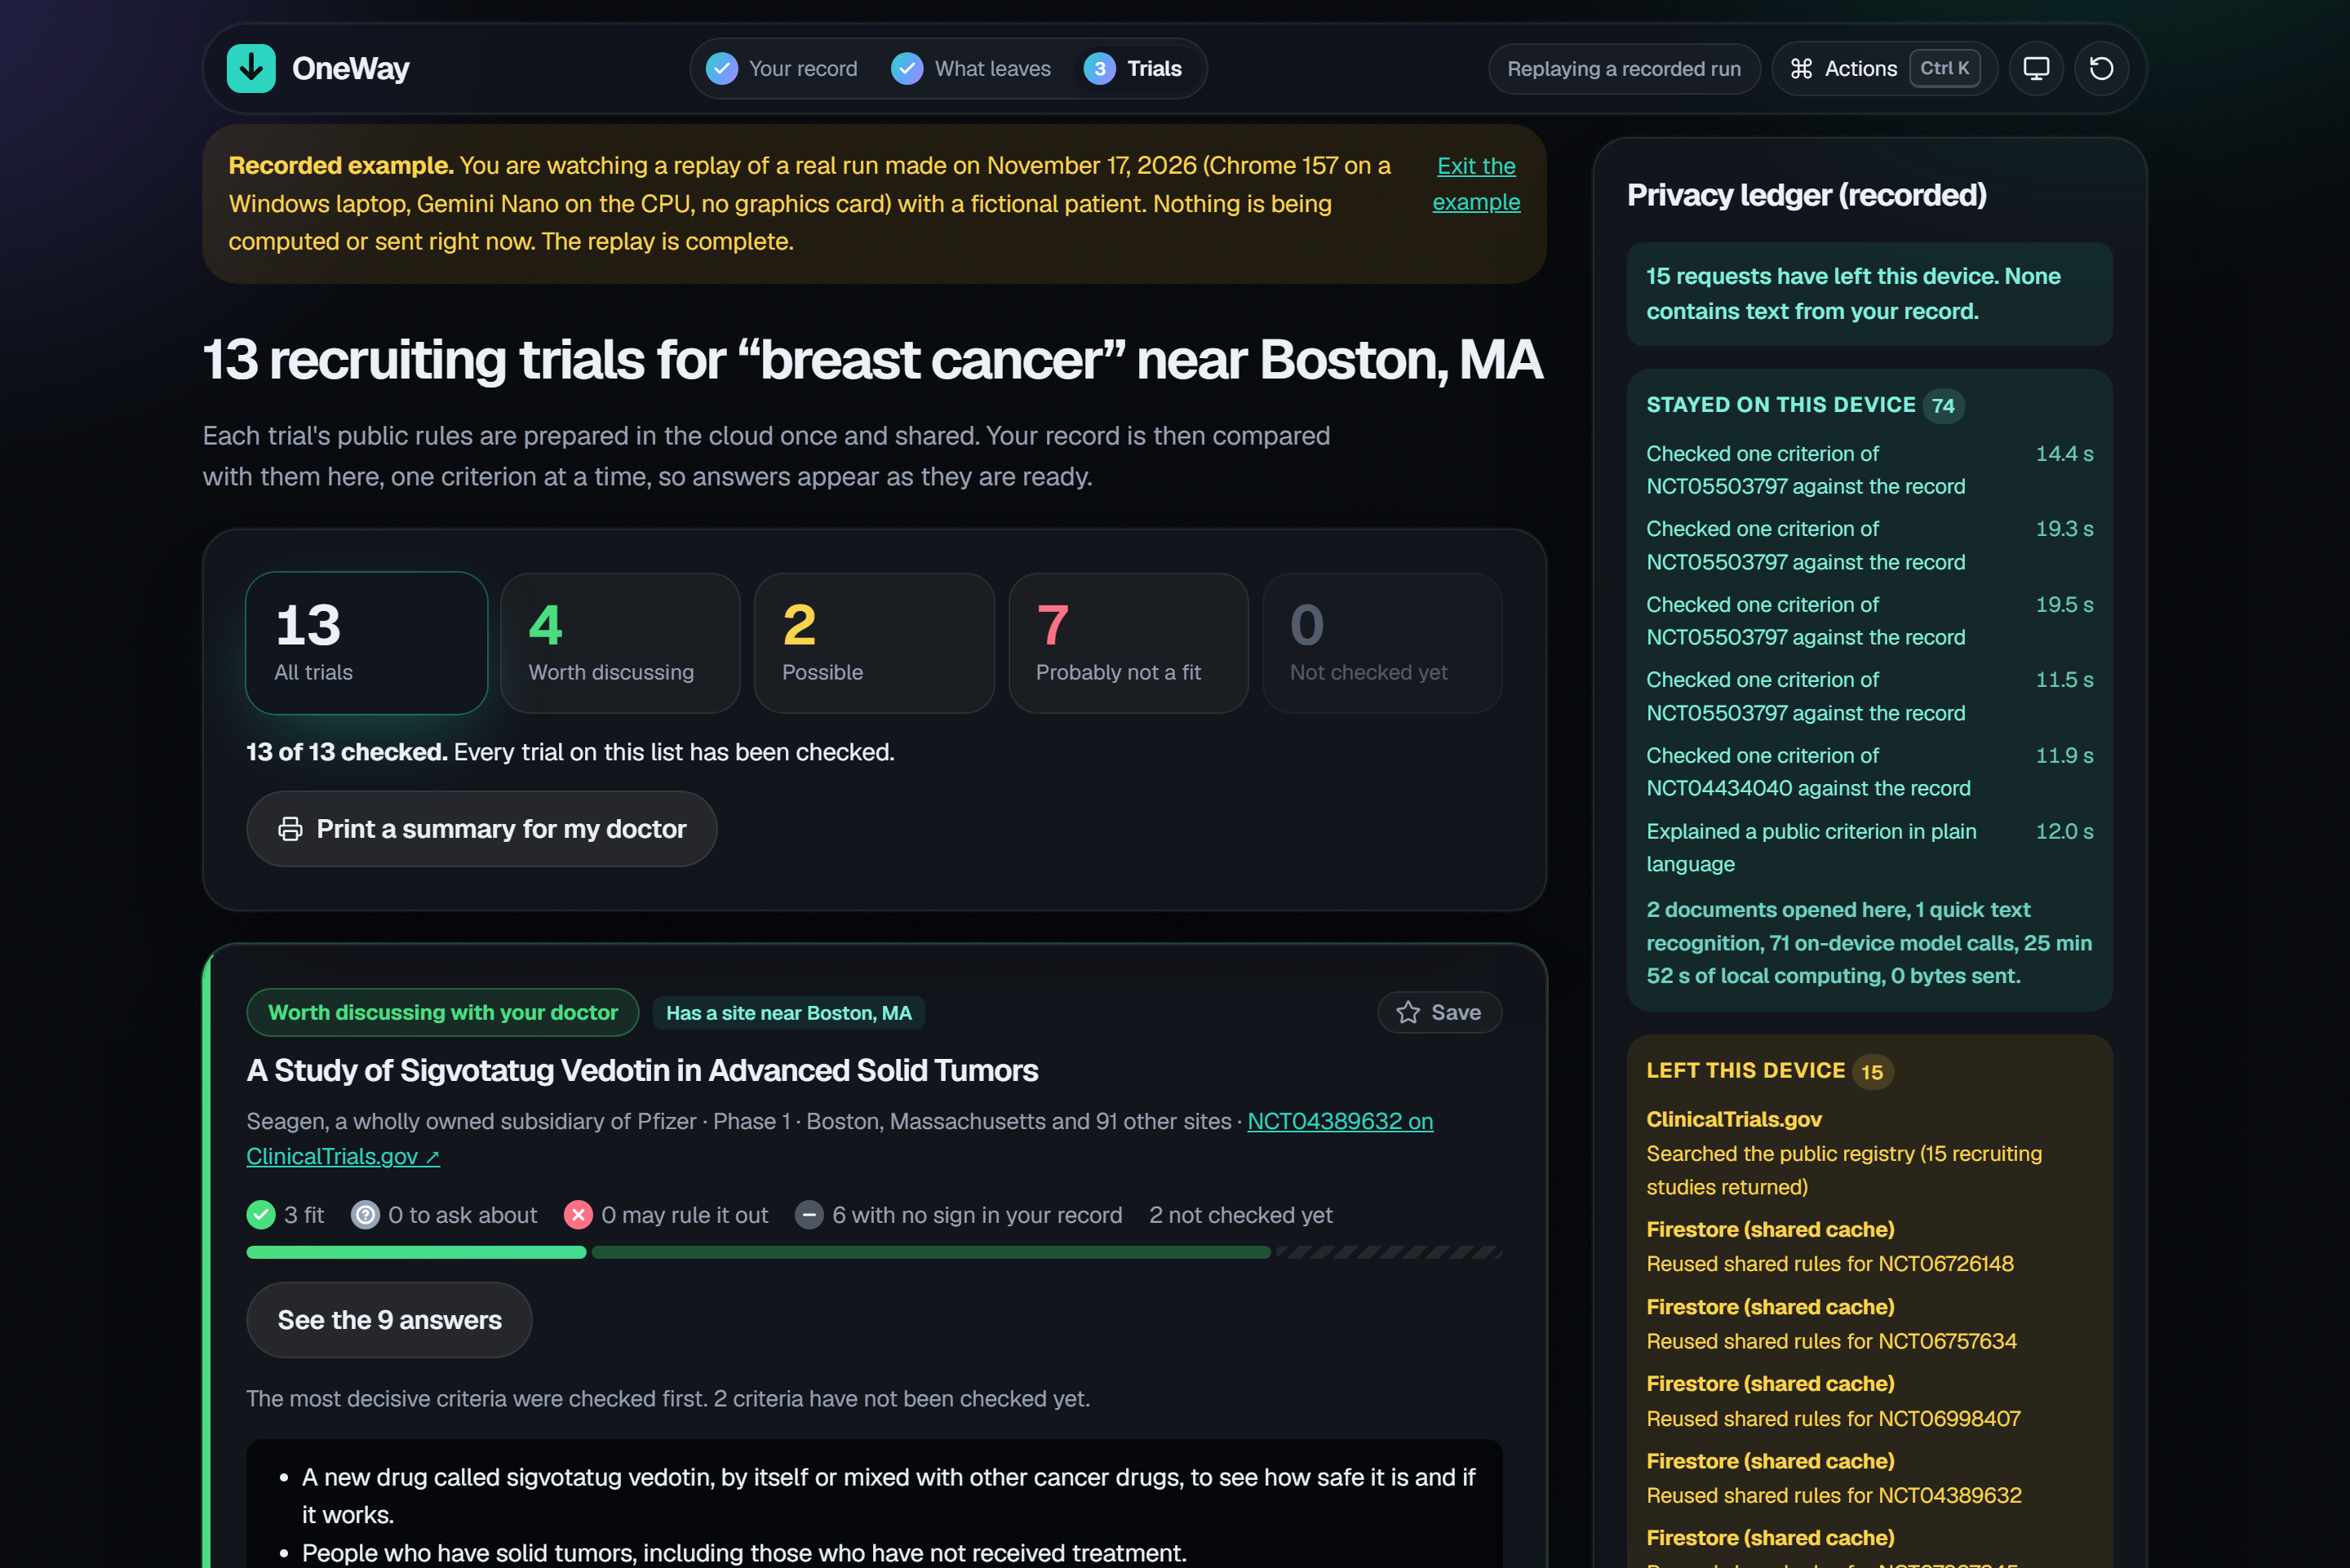 OneWay
Your record
What leaves
3 Trials
Replaying a recorded run
Actions Ctrl K
Recorded example. You are watching a replay of a real run made on November 17, 2026 (Chrome 157 on a
Windows laptop, Gemini Nano on the CPU, no graphics card) with a fictional patient. Nothing is being
computed or sent right now. The replay is complete.
Exit the
example
13 recruiting trials for “breast cancer” near Boston, MA
Each trial's public rules are prepared in the cloud once and shared. Your record is then compared
with them here, one criterion at a time, so answers appear as they are ready.
13
All trials
4
Worth discussing
2
Possible
7
Probably not a fit
0
Not checked yet
13 of 13 checked. Every trial on this list has been checked.
Print a summary for my doctor
Worth discussing with your doctor
Has a site near Boston, MA
Save
A Study of Sigvotatug Vedotin in Advanced Solid Tumors
Seagen, a wholly owned subsidiary of Pfizer · Phase 1 · Boston, Massachusetts and 91 other sites · NCT04389632 on
ClinicalTrials.gov ↗
3 fit
0 to ask about
0 may rule it out
6 with no sign in your record
2 not checked yet
See the 9 answers
The most decisive criteria were checked first. 2 criteria have not been checked yet.
• A new drug called sigvotatug vedotin, by itself or mixed with other cancer drugs, to see how safe it is and if
it works.
• People who have solid tumors, including those who have not received treatment.
Privacy ledger (recorded)
15 requests have left this device. None
contains text from your record.
STAYED ON THIS DEVICE 74
Checked one criterion of 14.4 s
NCT05503797 against the record
Checked one criterion of 19.3 s
NCT05503797 against the record
Checked one criterion of 19.5 s
NCT05503797 against the record
Checked one criterion of 11.5 s
NCT05503797 against the record
Checked one criterion of 11.9 s
NCT04434040 against the record
Explained a public criterion in plain 12.0 s
language
2 documents opened here, 1 quick text
recognition, 71 on-device model calls, 25 min
52 s of local computing, 0 bytes sent.
LEFT THIS DEVICE 15
ClinicalTrials.gov
Searched the public registry (15 recruiting
studies returned)
Firestore (shared cache)
Reused shared rules for NCT06726148
Firestore (shared cache)
Reused shared rules for NCT06757634
Firestore (shared cache)
Reused shared rules for NCT06998407
Firestore (shared cache)
Reused shared rules for NCT04389632
Firestore (shared cache)